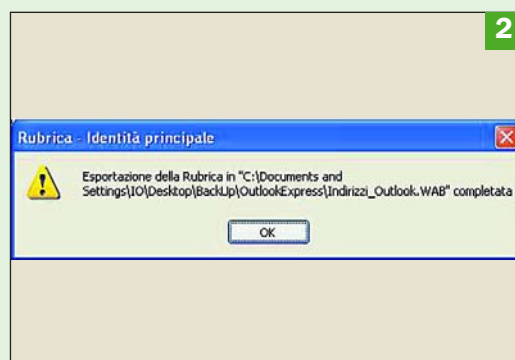 2
Rubrica - Identità principale
Esportazione della Rubrica in "C:\Documents and
Settings\IO\Desktop\BackUp\OutlookExpress\Indirizzi_Outlook.WAB" completata
OK